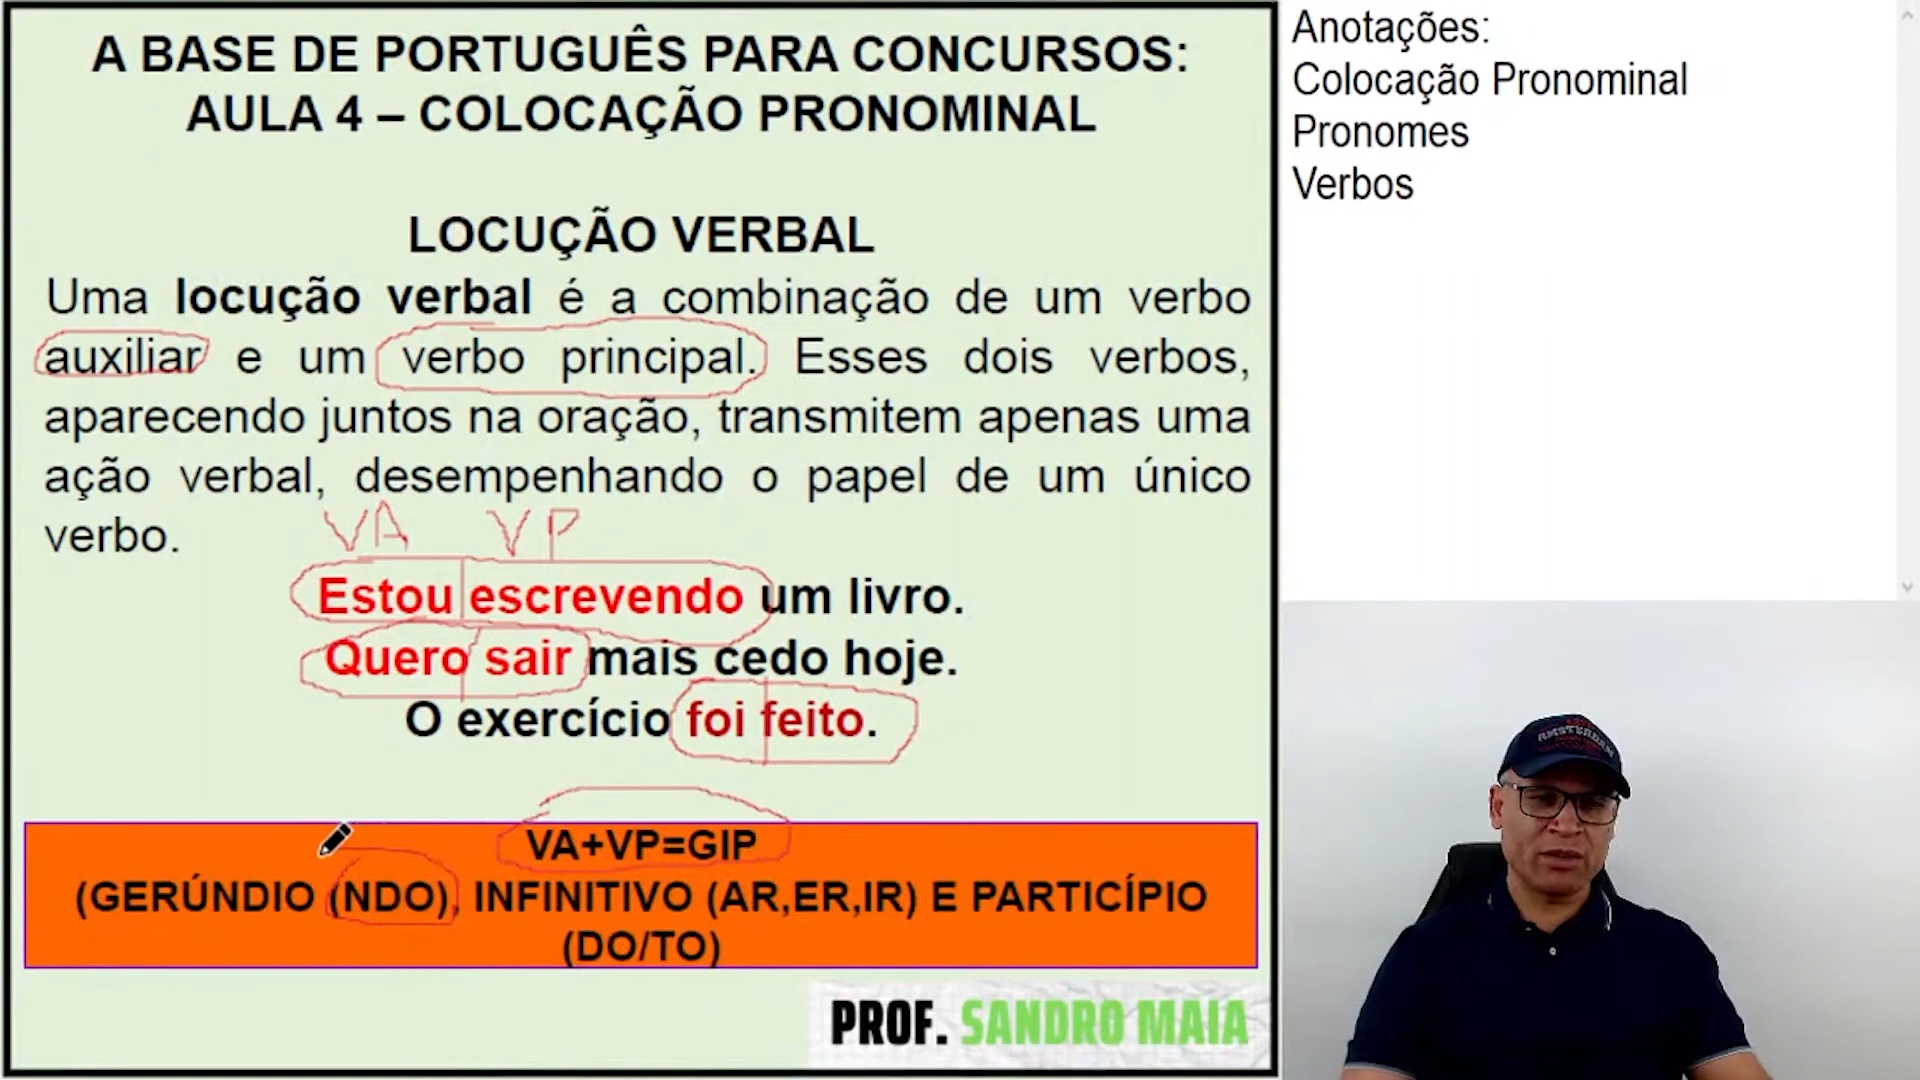 A BASE DE PORTUGUÊS PARA CONCURSOS:
AULA 4 – COLOCAÇÃO PRONOMINAL
LOCUÇÃO VERBAL
Uma locução verbal é a combinação de um verbo
auxiliar e um verbo principal. Esses dois verbos,
aparecendo juntos na oração, transmitem apenas uma
ação verbal, desempenhando o papel de um único
verbo.
VA VP
Estou escrevendo um livro.
Quero sair mais cedo hoje.
O exercício foi feito.
VA+VP=GIP
(GERÚNDIO (NDO), INFINITIVO (AR,ER,IR) E PARTICÍPIO
(DO/TO)
PROF. SANDRO MAIA
Anotações:
Colocação Pronominal
Pronomes
Verbos
AMSTERDAM